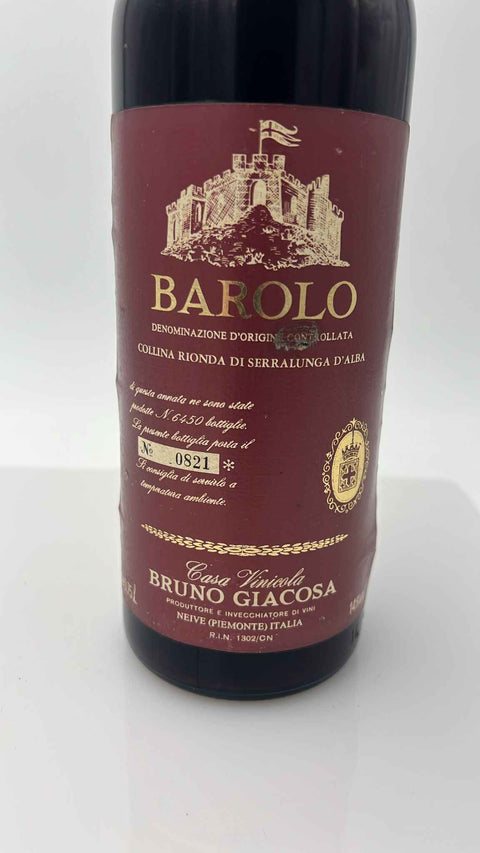 BAROLO
DENOMINAZIONE D'ORIGINE CONTROLLATA
COLLINA RIONDA DI SERRALUNGA D'ALBA
di questa annata ne sono state
prodotte N. 6450 bottiglie.
La presente bottiglia porta il
№ 0821 *
Si consiglia di servirlo a
temperatura ambiente.
Casa Vinicola
BRUNO GIACOSA
PRODUTTORE E INVECCHIATORE DI VINI
NEIVE (PIEMONTE) ITALIA
R.I.N. 1302/CN